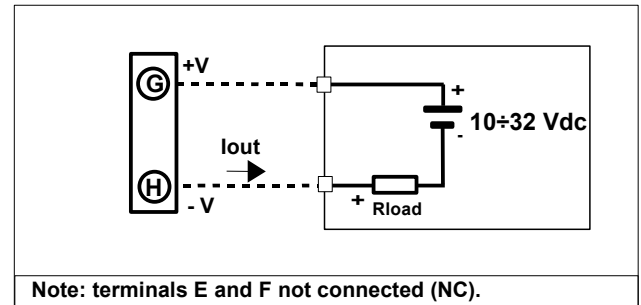 G
+V
+
10÷32 Vdc
-
Iout
H
- V
+
Rload
Note: terminals E and F not connected (NC).